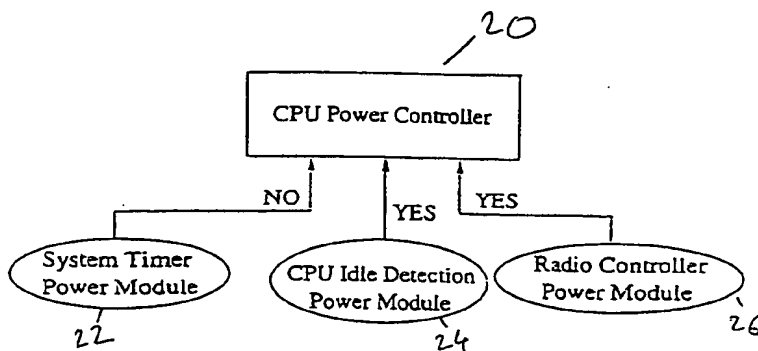 20
CPU Power Controller
NO
YES
YES
System Timer
Power Module
CPU Idle Detection
Power Module
Radio Controller
Power Module
22
24
26